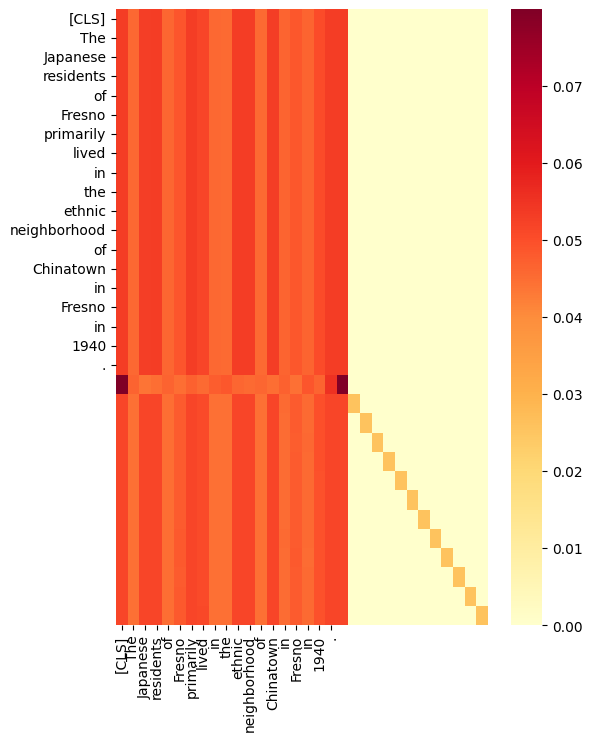 [CLS]
The
Japanese
residents
of
Fresno
primarily
lived
in
the
ethnic
neighborhood
of
Chinatown
in
Fresno
in
1940
.
0.07
0.06
0.05
0.04
0.03
0.02
0.01
0.00
[CLS]
The
Japanese
residents
of
Fresno
primarily
lived
in
the
ethnic
neighborhood
of
Chinatown
in
Fresno
in
1940
.